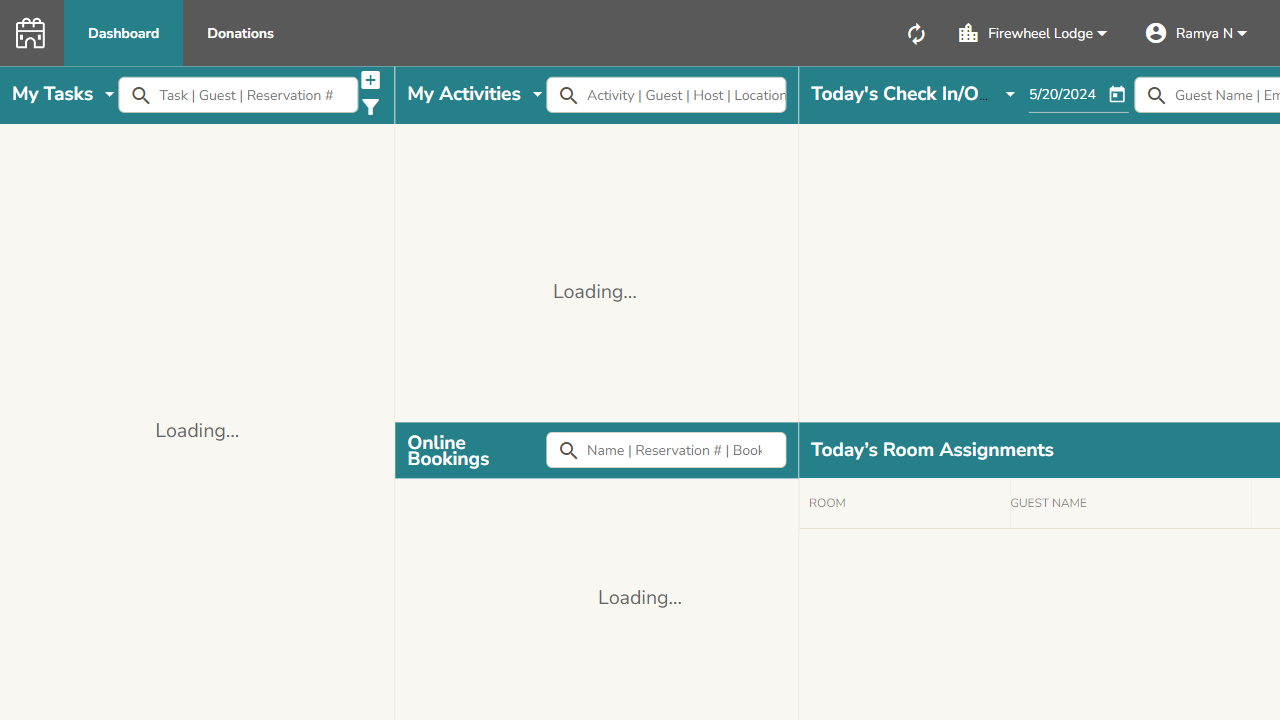 Dashboard
Donations
Firewheel Lodge
Ramya N
My Tasks
Task | Guest | Reservation #
My Activities
Activity | Guest | Host | Location
Today's Check In/O...
5/20/2024
Guest Name | Em
Loading...
Loading...
Online
Bookings
Name | Reservation # | Book
Today's Room Assignments
ROOM
GUEST NAME
Loading...